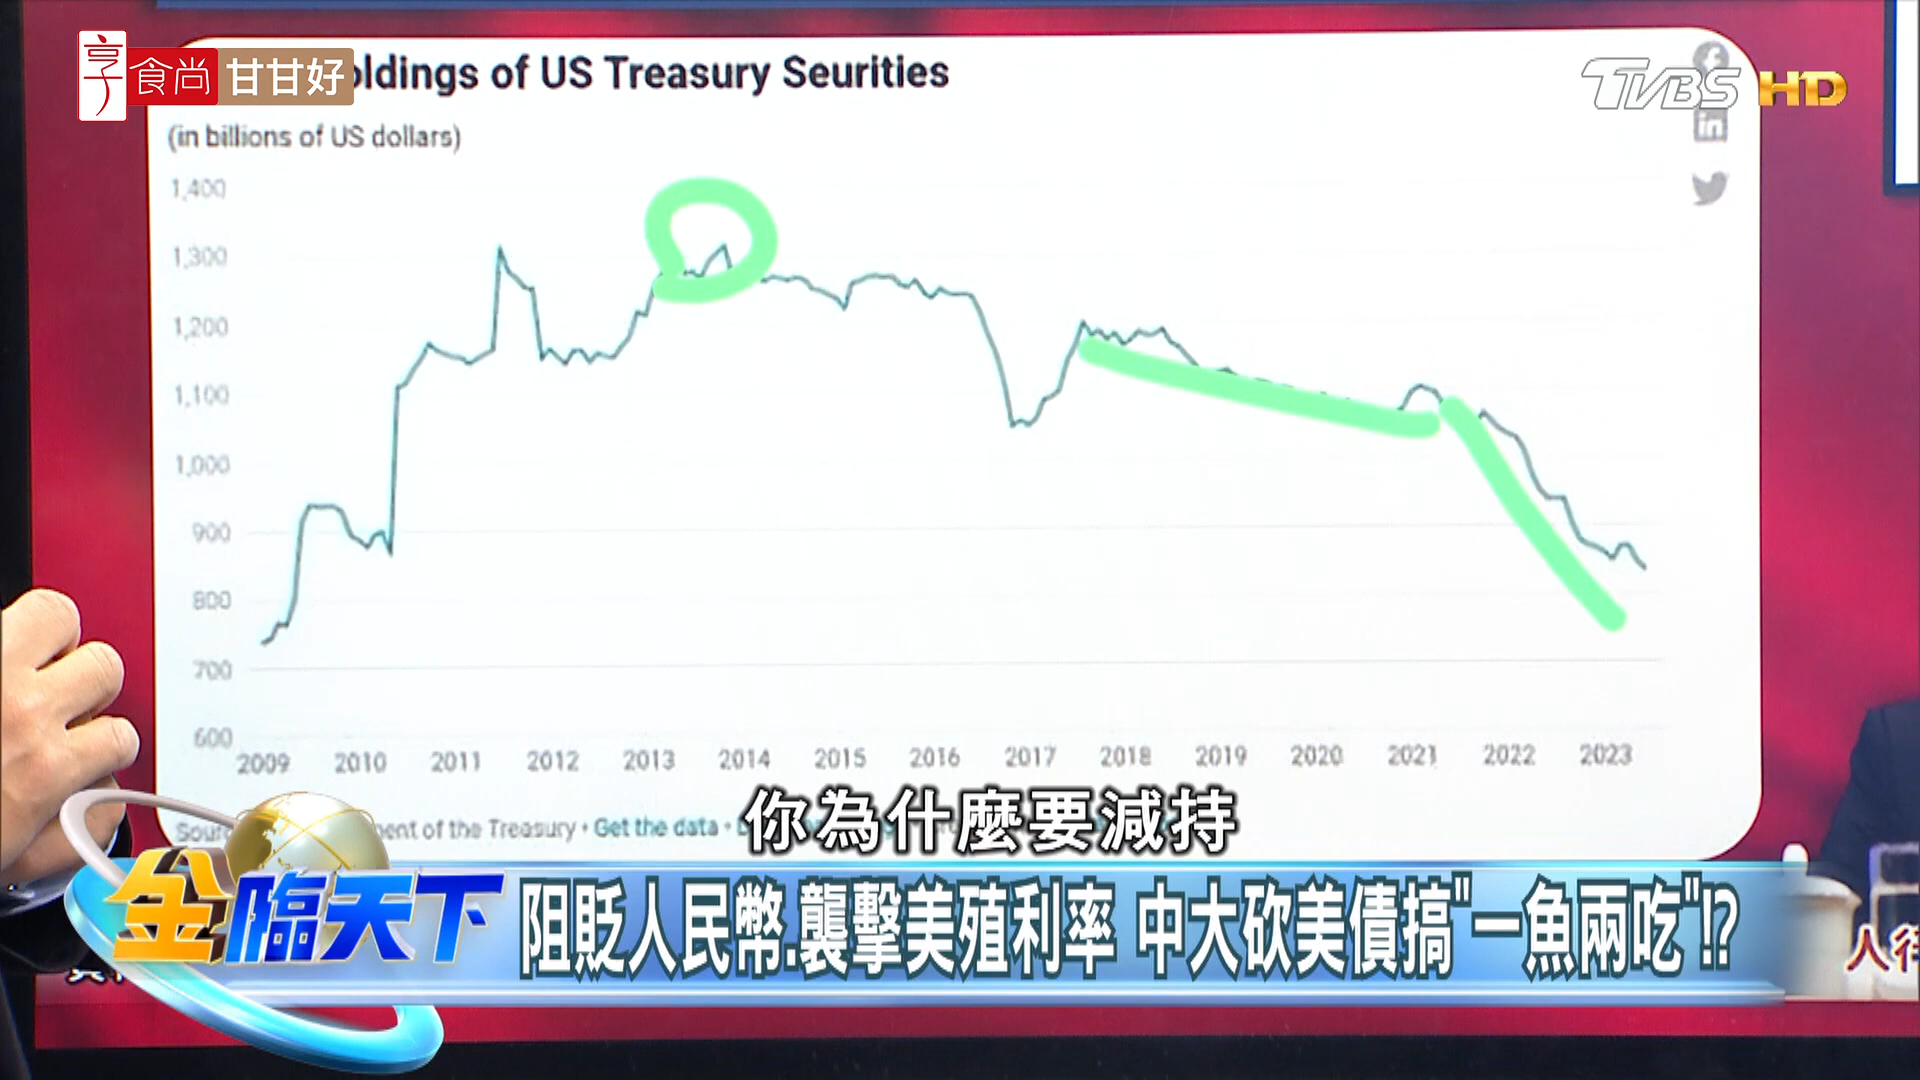 享
食尚
甘甘好
oldings of US Treasury Seurities
TVBS HD
(in billions of US dollars)
in
1,400
1,300
1,200
1,100
1,000
900
800
700
600
2009 2010 2011 2012 2013 2014 2015 2016 2017 2018 2019 2020 2021 2022 2023
ent of the Treasury • Get the data •
你為什麼要減持
金臨天下
阻貶人民幣.襲擊美殖利率 中大砍美債搞"一魚兩吃"!?